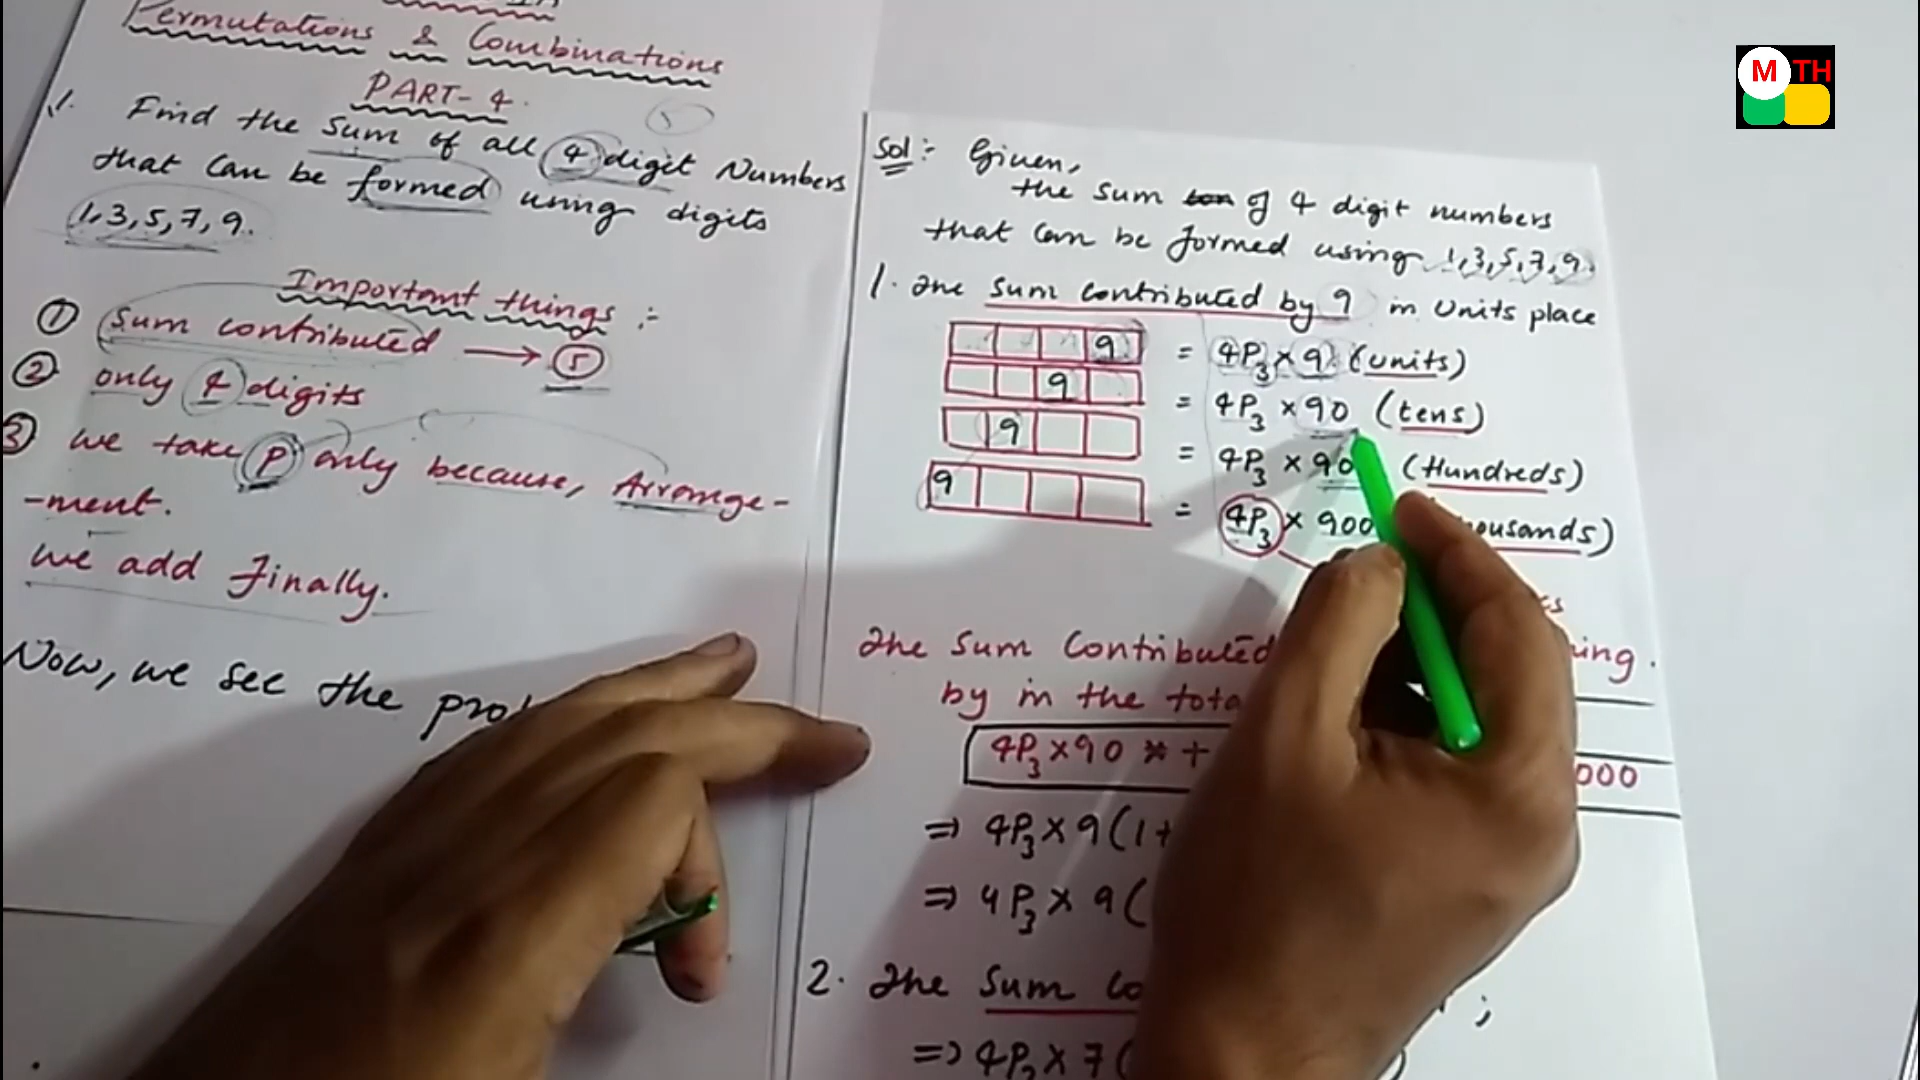 Permutations & Combinations
PART-4
1. Find the sum of all 4 digit Numbers
that can be formed using digits
1,3,5,7,9.
Important things :-
① Sum contributed → ⑤
② only 4 digits
③ we take P only because, Arrange-
-ment.
we add finally.
Now, we see the
Sol:- Given,
the sum of 4 digit numbers
that can be formed using 1,3,5,7,9.
1. The sum contributed by 9 in Units place
9 = 4P₃ × 9 (units)
9 = 4P₃ × 90 (tens)
9 = 4P₃ × 90 (Hundreds)
9 = 4P₃ × 900
The sum Contributed
by in the
4P₃ × 90 +
000
⇒ 4P₃ × 9 (1+
⇒ 4P₃ × 9 (
2. The sum
⇒ 4P₃ × 7 (
M TH